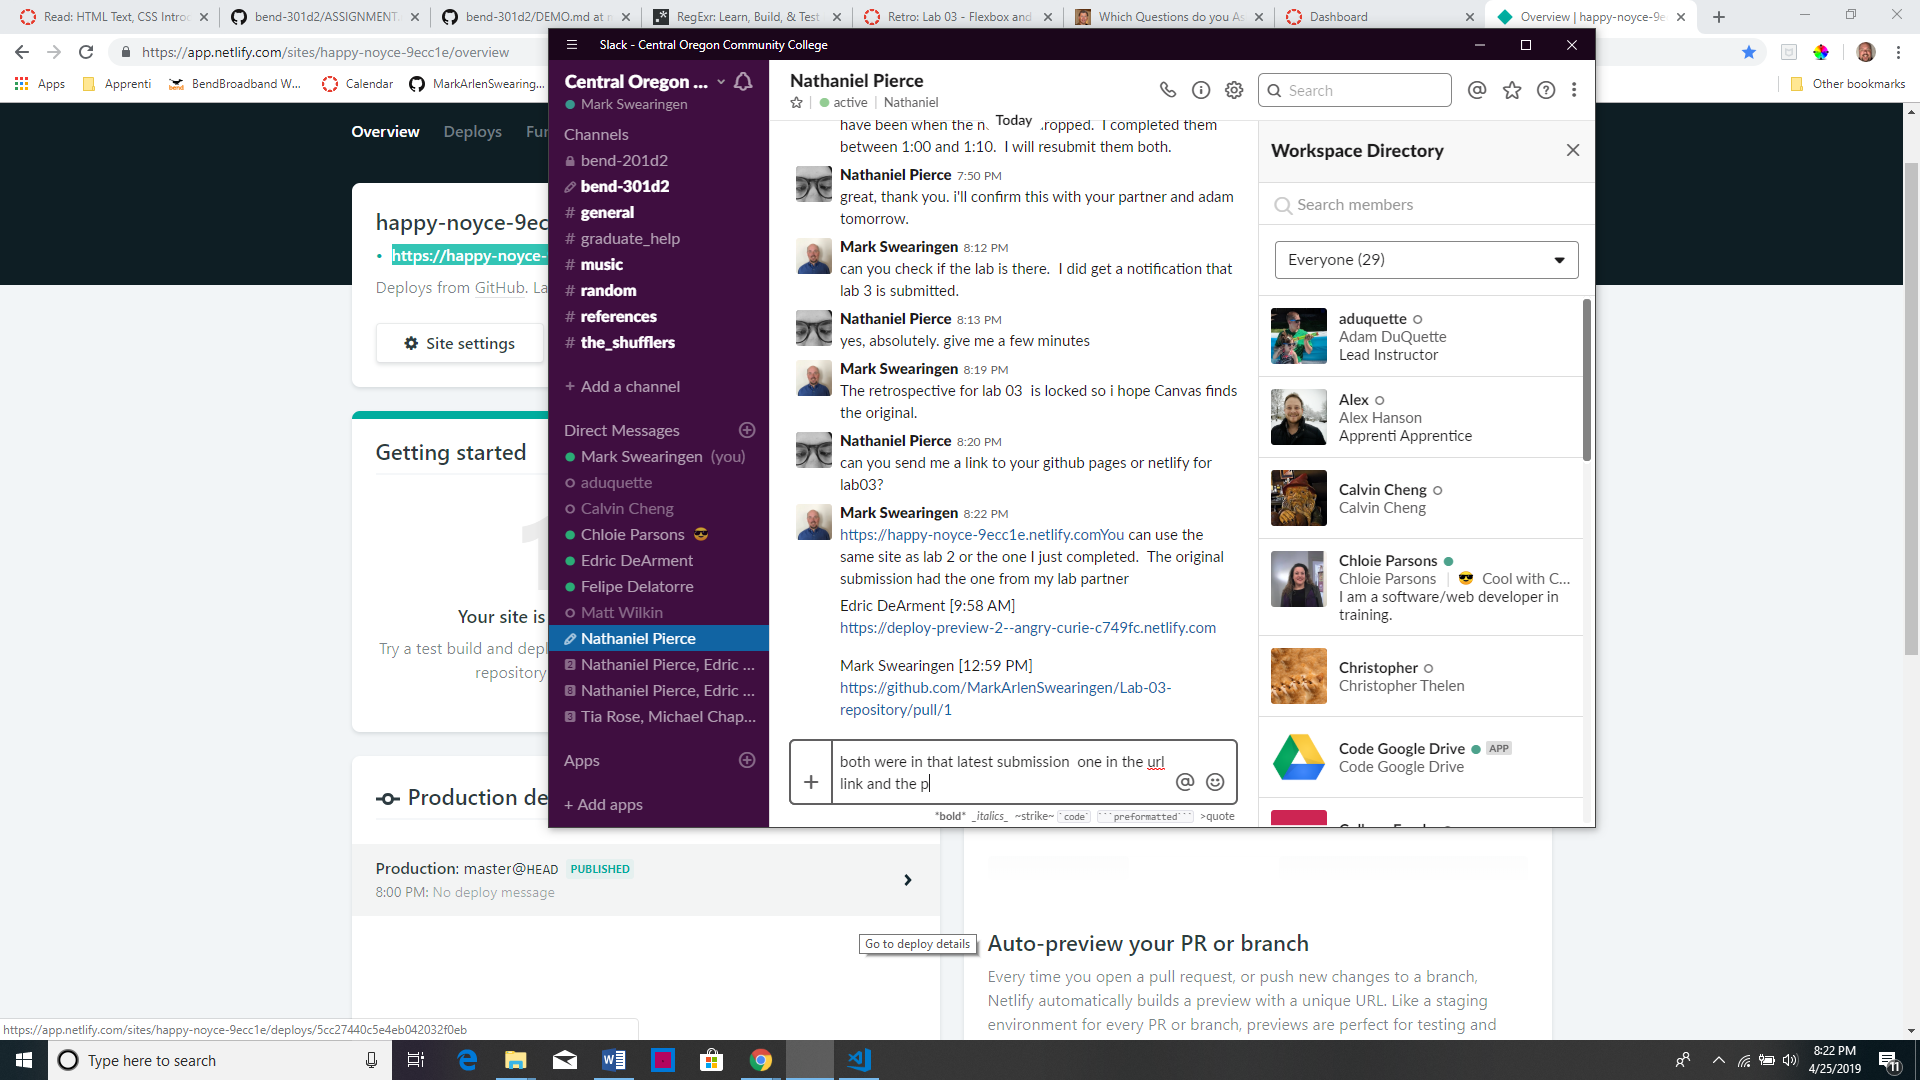 Read: HTML Text, CSS Introd
bend-301d2/ASSIGNMENT.
bend-301d2/DEMO.md at m
RegExr: Learn, Build, & Test
Retro: Lab 03 - Flexbox and
Which Questions do you As
Dashboard
Overview | happy-noyce-9e
https://app.netlify.com/sites/happy-noyce-9ecc1e/overview
Apps
Apprenti
BendBroadband W...
Calendar
MarkArlenSwearing...
Other bookmarks
Overview
Deploys
Fun
happy-noyce-9ec
https://happy-noyce-
Deploys from GitHub. La
Site settings
Getting started
Your site is
Try a test build and depl
repository
Production de
Production: master@HEAD PUBLISHED
8:00 PM: No deploy message
Go to deploy details
Auto-preview your PR or branch
Every time you open a pull request, or push new changes to a branch,
Netlify automatically builds a preview with a unique URL. Like a staging
environment for every PR or branch, previews are perfect for testing and
https://app.netlify.com/sites/happy-noyce-9ecc1e/deploys/5cc27440c5e4eb042032f0eb
Slack - Central Oregon Community College
Central Oregon ...
Mark Swearingen
Channels
bend-201d2
bend-301d2
# general
# graduate_help
# music
# random
# references
# the_shufflers
+ Add a channel
Direct Messages
Mark Swearingen (you)
aduquette
Calvin Cheng
Chloie Parsons
Edric DeArment
Felipe Delatorre
Matt Wilkin
Nathaniel Pierce
2 Nathaniel Pierce, Edric ...
8 Nathaniel Pierce, Edric ...
3 Tia Rose, Michael Chap...
Apps
+ Add apps
Nathaniel Pierce
active | Nathaniel
Search
Today
have been when the n ropped. I completed them
between 1:00 and 1:10. I will resubmit them both.
Nathaniel Pierce 7:50 PM
great, thank you. i'll confirm this with your partner and adam
tomorrow.
Mark Swearingen 8:12 PM
can you check if the lab is there. I did get a notification that
lab 3 is submitted.
Nathaniel Pierce 8:13 PM
yes, absolutely. give me a few minutes
Mark Swearingen 8:19 PM
The retrospective for lab 03 is locked so i hope Canvas finds
the original.
Nathaniel Pierce 8:20 PM
can you send me a link to your github pages or netlify for
lab03?
Mark Swearingen 8:22 PM
https://happy-noyce-9ecc1e.netlify.comYou can use the
same site as lab 2 or the one I just completed. The original
submission had the one from my lab partner
Edric DeArment [9:58 AM]
https://deploy-preview-2--angry-curie-c749fc.netlify.com
Mark Swearingen [12:59 PM]
https://github.com/MarkArlenSwearingen/Lab-03-
repository/pull/1
both were in that latest submission one in the url
link and the p
*bold* _italics_ ~strike~ `code` ```preformatted``` >quote
Workspace Directory
Search members
Everyone (29)
aduquette
Adam DuQuette
Lead Instructor
Alex
Alex Hanson
Apprenti Apprentice
Calvin Cheng
Calvin Cheng
Chloie Parsons
Chloie Parsons | Cool with C...
I am a software/web developer in
training.
Christopher
Christopher Thelen
Code Google Drive APP
Code Google Drive
Type here to search
8:22 PM
4/25/2019
11